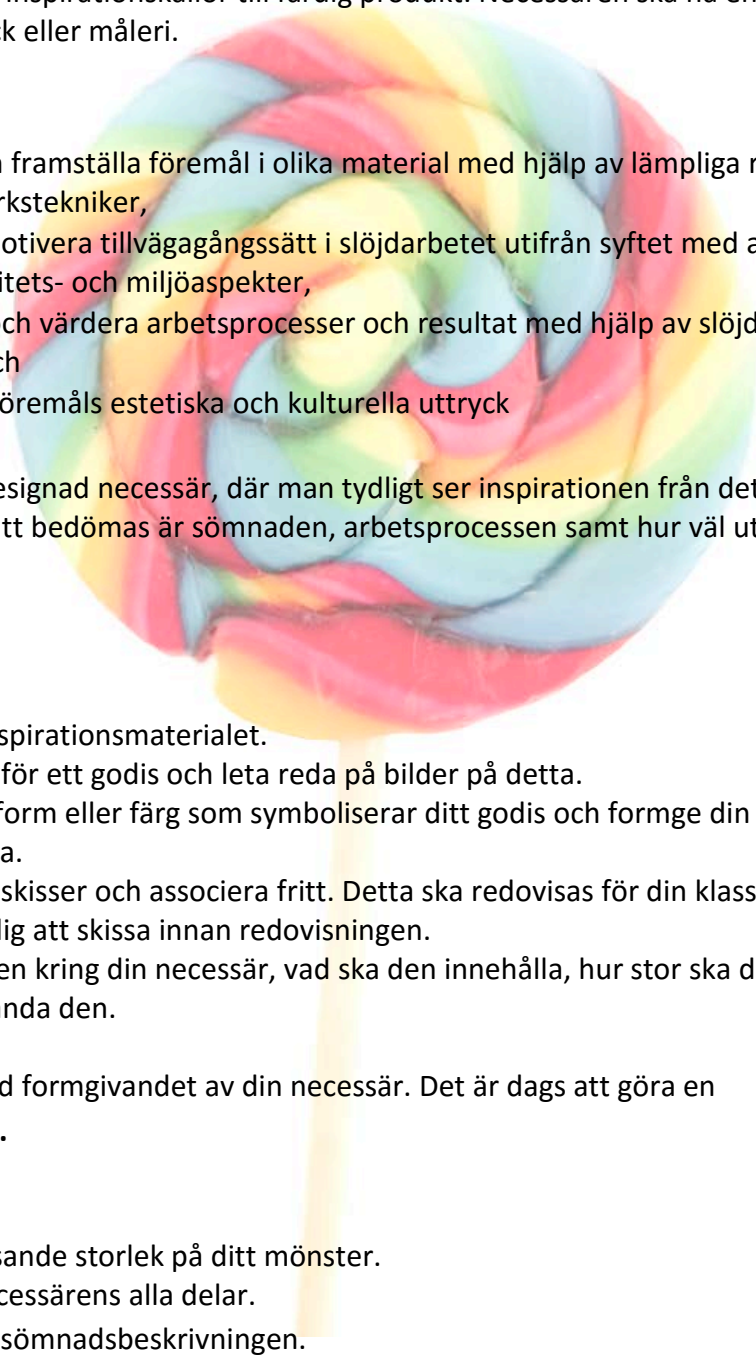 inspirationskällor till färdig produkt. Necessären ska ha en
ck eller måleri.
framställa föremål i olika material med hjälp av lämpliga
rkstekniker,
otivera tillvägagångssätt i slöjdarbetet utifrån syftet med a
itets- och miljöaspekter,
och värdera arbetsprocesser och resultat med hjälp av slöjd
ch
öremåls estetiska och kulturella uttryck
esignad necessär, där man tydligt ser inspirationen från det
tt bedömas är sömnaden, arbetsprocessen samt hur väl ut
spirationsmaterialet.
för ett godis och leta reda på bilder på detta.
form eller färg som symboliserar ditt godis och formge din
a.
skisser och associera fritt. Detta ska redovisas för din klass
dig att skissa innan redovisningen.
en kring din necessär, vad ska den innehålla, hur stor ska d
ända den.
d formgivandet av din necessär. Det är dags att göra en
.
sande storlek på ditt mönster.
cessärens alla delar.
sömnadsbeskrivningen.